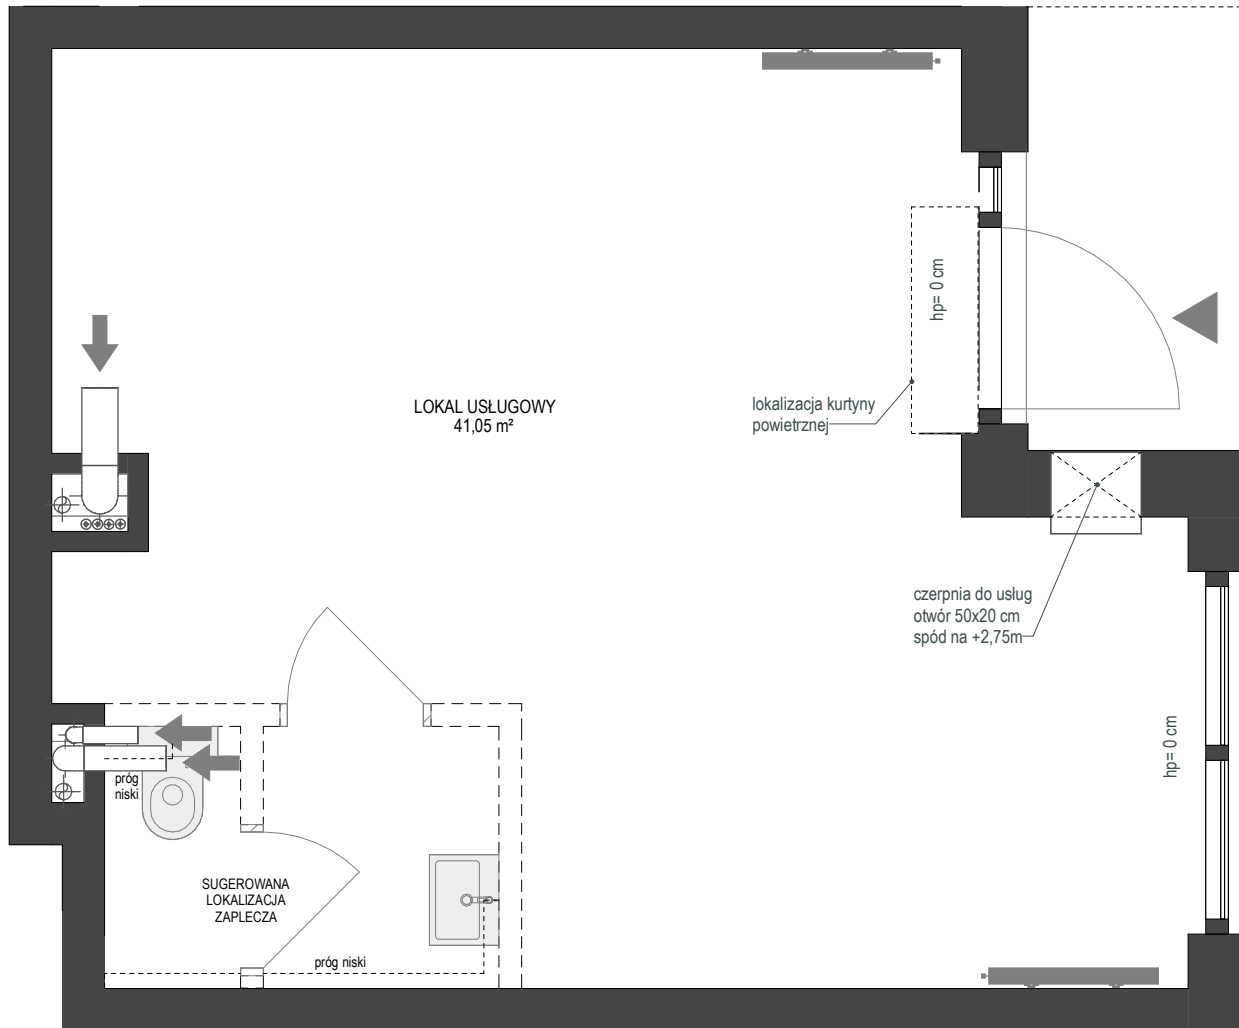 LOKAL USŁUGOWY
41,05 m²
hp= 0 cm
lokalizacja kurtyny
powietrznej
czerpnia do usług
otwór 50x20 cm
spód na +2,75m
hp= 0 cm
próg
niski
SUGEROWANA
LOKALIZACJA
ZAPLECZA
próg niski